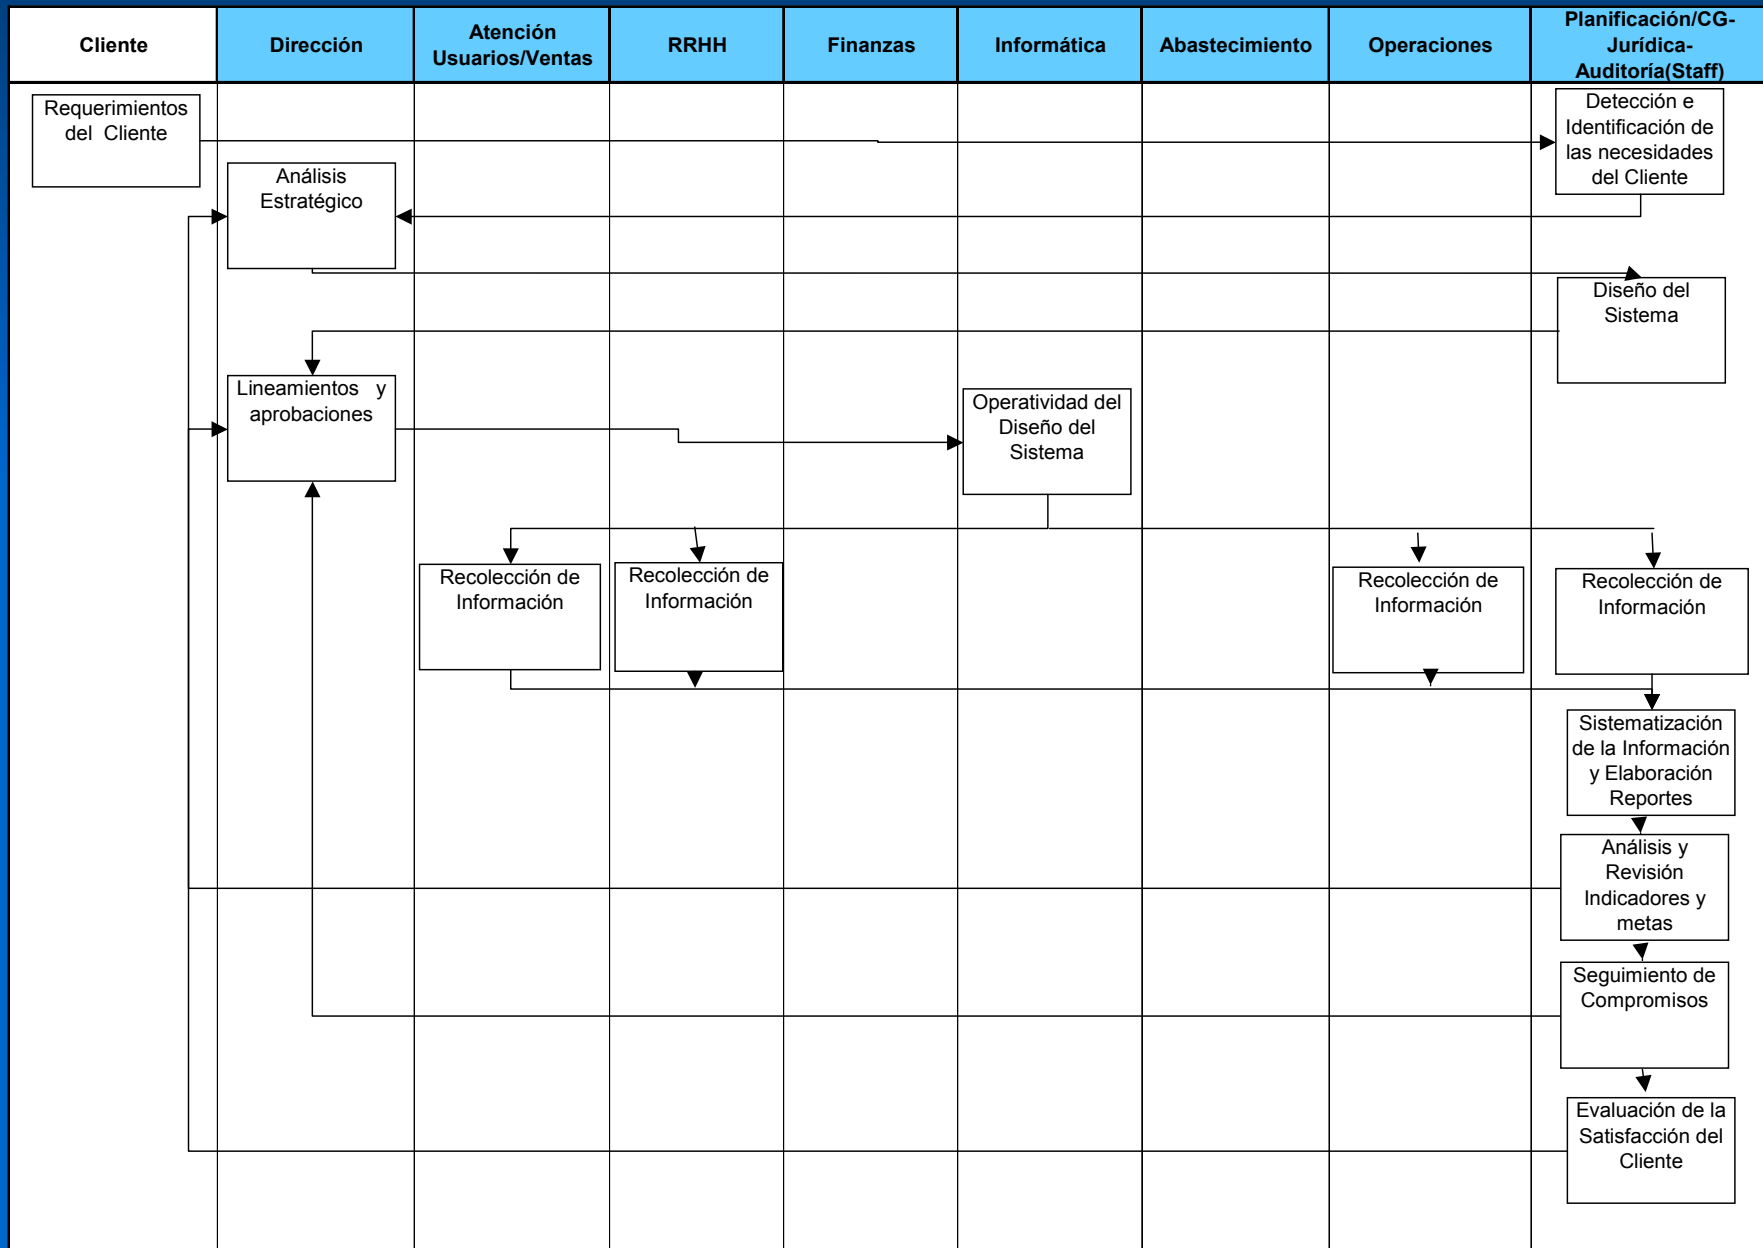 Cliente
Dirección
Atención
Usuarios/Ventas
RRHH
Finanzas
Informática
Abastecimiento
Operaciones
Planificación/CG-
Jurídica-
Auditoría(Staff)
Requerimientos
del Cliente
Detección e
Identificación de
las necesidades
del Cliente
Análisis
Estratégico
Diseño del
Sistema
Lineamientos y
aprobaciones
Operatividad del
Diseño del
Sistema
Recolección de
Información
Recolección de
Información
Recolección de
Información
Recolección de
Información
Sistematización
de la Información
y Elaboración
Reportes
Análisis y
Revisión
Indicadores y
metas
Seguimiento de
Compromisos
Evaluación de la
Satisfacción del
Cliente